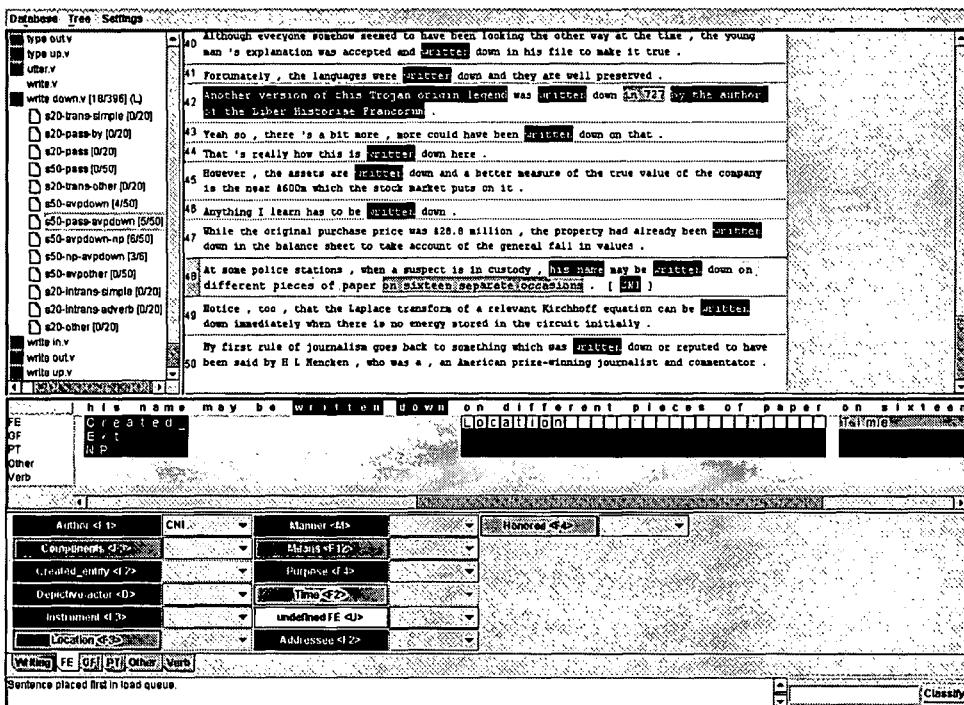 Database Tree Settings
type out.v
type up.v
utter.v
write.v
write down.v [18/396] (L)
s20-trans-simple [0/20]
s20-pass-by [0/20]
s20-pass [0/20]
s50-pass [0/50]
s20-trans-other [0/20]
s50-avpdown [4/50]
s50-pass-avpdown [5/50]
s50-avpdown-np [6/50]
s50-np-avpdown [3/6]
s50-avpother [0/50]
s20-intrans-simple [0/20]
s20-intrans-adverb [0/20]
s20-other [0/20]
write in.v
write out.v
write up.v
40 Although everyone somehow seemed to have been looking the other way at the time , the young
man 's explanation was accepted and written down in his file to make it true .
41 Fortunately , the languages were written down and they are well preserved .
42 Another version of this Trojan origin legend was written down in 727 by the author
of the Liber Historiae Francorum
43 Yeah so , there 's a bit more , more could have been written down on that .
44 That 's really how this is written down here .
45 However , the assets are written down and a better measure of the true value of the company
is the near £600m which the stock market puts on it .
46 Anything I learn has to be written down .
47 While the original purchase price was £28.8 million , the property had already been written
down in the balance sheet to take account of the general fall in values .
48 At some police stations , when a suspect is in custody , his name may be written down on
different pieces of paper on sixteen separate occasions . [ CNI ]
49 Notice , too , that the Laplace transform of a relevant Kirchhoff equation can be written
down immediately when there is no energy stored in the circuit initially .
50 My first rule of journalism goes back to something which was written down or reputed to have
been said by H L Mencken , who was a , an American prize-winning journalist and commentator .
his name may be written down on different pieces of paper on sixteen
FE Created_ Location Time
GF Ext
PT NP
Other
Verb
Author <F1> CNI Manner <M> Honored <F4>
Components <F3> Means <F12>
Created_entity <F2> Purpose <F4>
Depictive-actor <D> Time <F2>
Instrument <F3> undefined FE <U>
Location <F3> Addressee <F2>
Writing FE GF PT Other Verb
Sentence placed first in load queue.
Classify